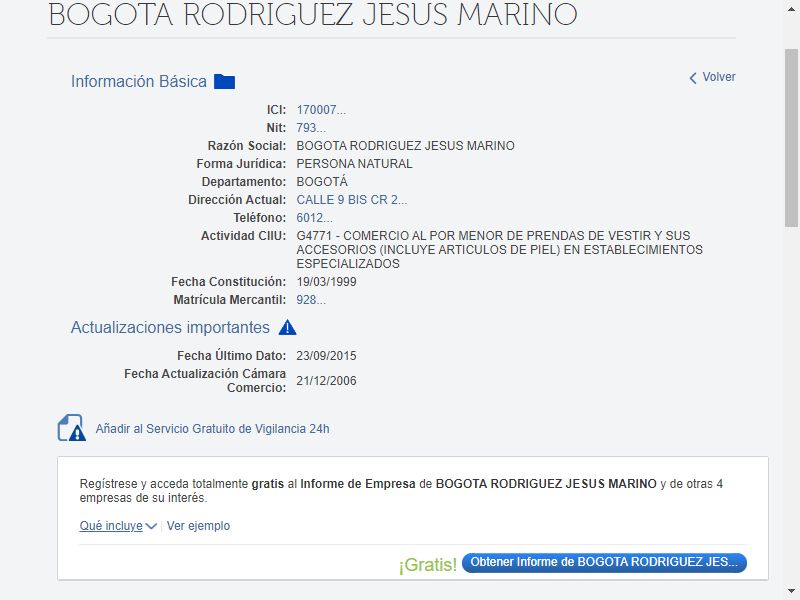 BOGOTA RODRIGUEZ JESUS MARINO
Información Básica
Volver
ICI: 170007...
Nit: 793...
Razón Social: BOGOTA RODRIGUEZ JESUS MARINO
Forma Jurídica: PERSONA NATURAL
Departamento: BOGOTÁ
Dirección Actual: CALLE 9 BIS CR 2...
Teléfono: 6012...
Actividad CIIU: G4771 - COMERCIO AL POR MENOR DE PRENDAS DE VESTIR Y SUS
ACCESORIOS (INCLUYE ARTICULOS DE PIEL) EN ESTABLECIMIENTOS
ESPECIALIZADOS
Fecha Constitución: 19/03/1999
Matrícula Mercantil: 928...
Actualizaciones importantes
Fecha Último Dato: 23/09/2015
Fecha Actualización Cámara
Comercio: 21/12/2006
Añadir al Servicio Gratuito de Vigilancia 24h
Regístrese y acceda totalmente gratis al Informe de Empresa de BOGOTA RODRIGUEZ JESUS MARINO y de otras 4
empresas de su interés.
Qué incluye | Ver ejemplo
¡Gratis! Obtener Informe de BOGOTA RODRIGUEZ JES...